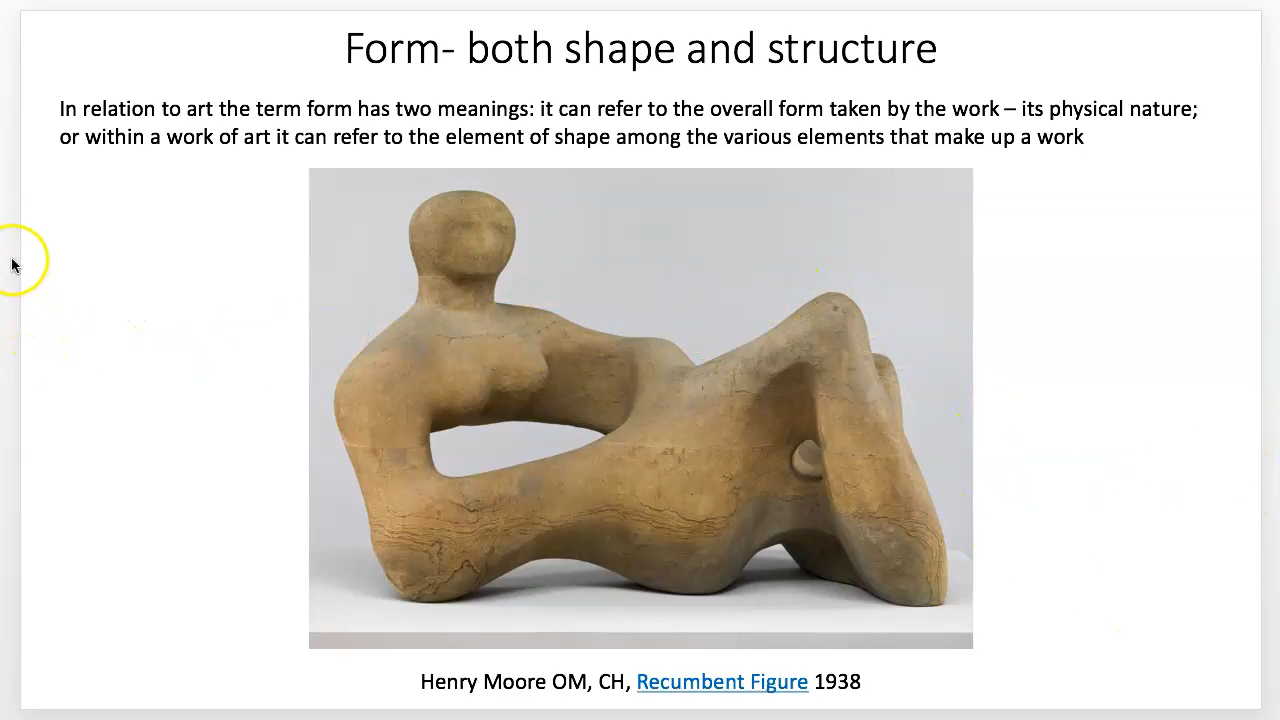 Form- both shape and structure
In relation to art the term form has two meanings: it can refer to the overall form taken by the work – its physical nature;
or within a work of art it can refer to the element of shape among the various elements that make up a work
Henry Moore OM, CH, Recumbent Figure 1938